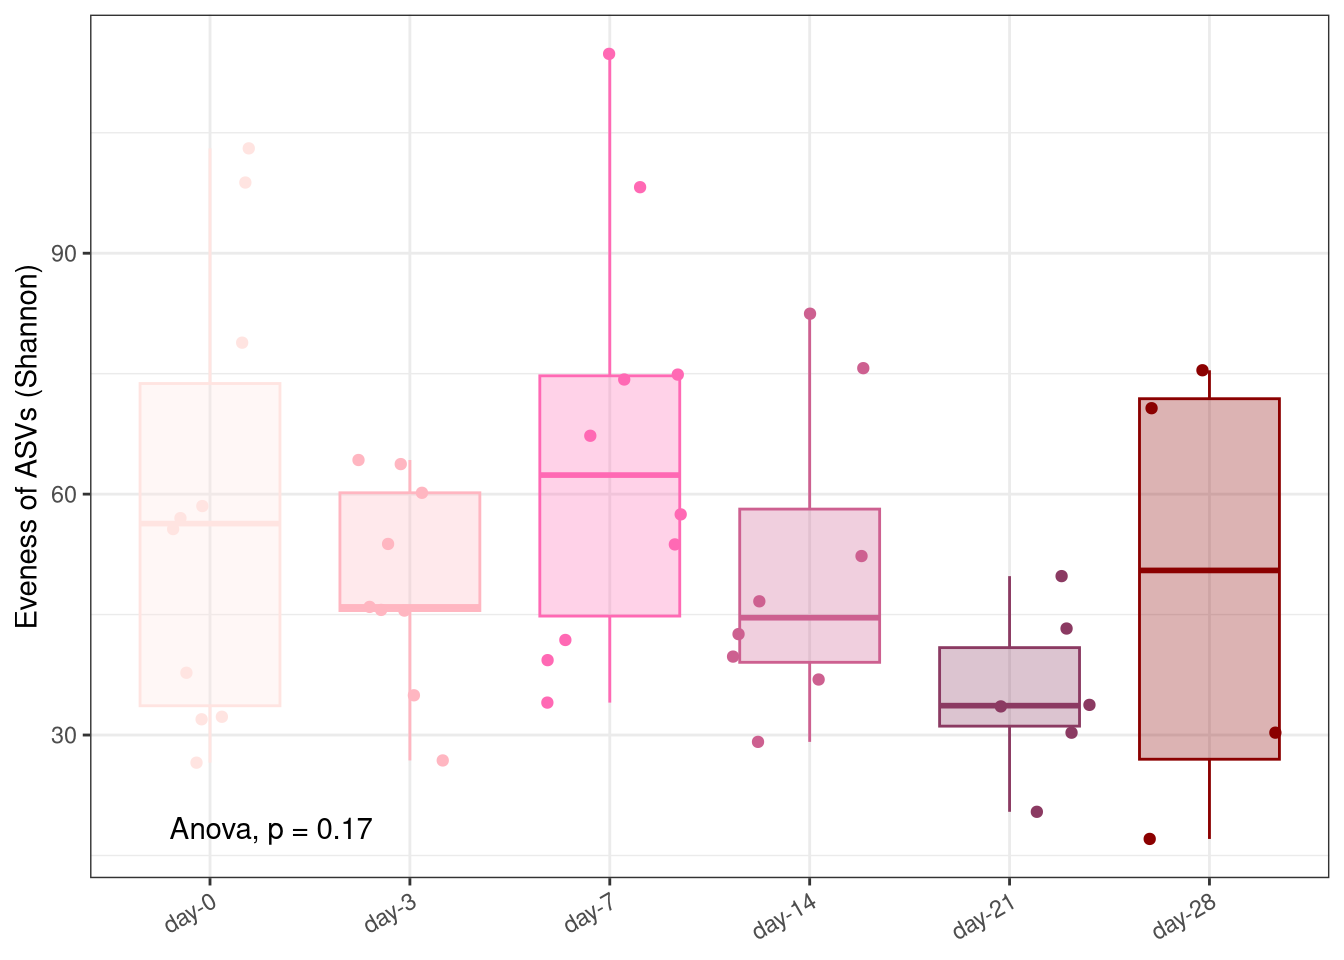 Eveness of ASVs (Shannon)
90
60
30
Anova, p = 0.17
day-0
day-3
day-7
day-14
day-21
day-28